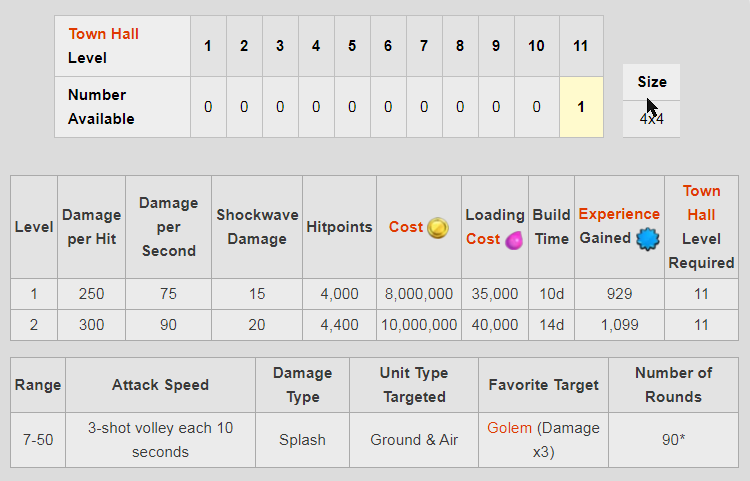 Town Hall Level 1 2 3 4 5 6 7 8 9 10 11
Number Available 0 0 0 0 0 0 0 0 0 0 1
Size
4x4
Level Damage per Hit Damage per Second Shockwave Damage Hitpoints Cost Loading Cost Build Time Experience Gained Town Hall Level Required
1 250 75 15 4,000 8,000,000 35,000 10d 929 11
2 300 90 20 4,400 10,000,000 40,000 14d 1,099 11
Range Attack Speed Damage Type Unit Type Targeted Favorite Target Number of Rounds
7-50 3-shot volley each 10 seconds Splash Ground & Air Golem (Damage x3) 90*